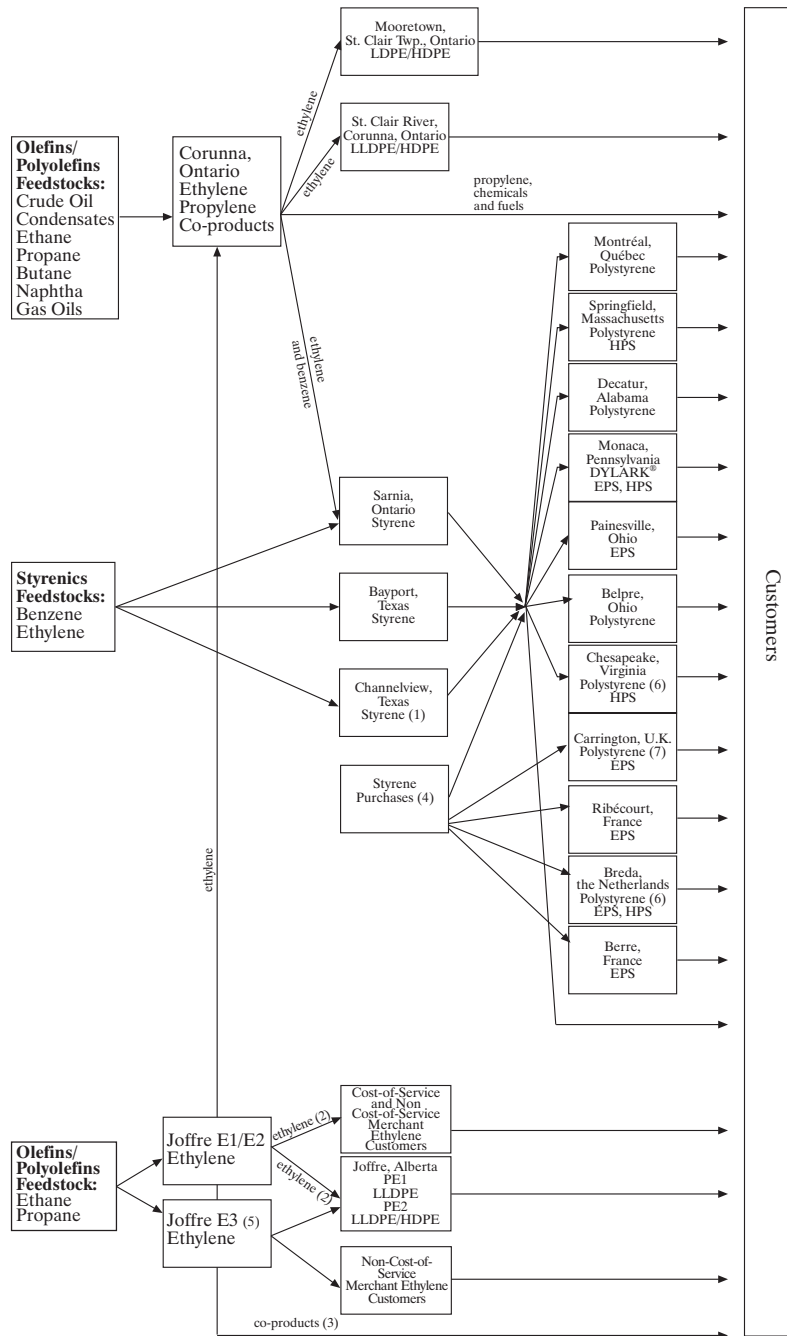 Mooretown,
St. Clair Twp., Ontario
LDPE/HDPE
ethylene
St. Clair River,
Corunna, Ontario
LLDPE/HDPE
ethylene
Olefins/
Polyolefins
Feedstocks:
Crude Oil
Condensates
Ethane
Propane
Butane
Naphtha
Gas Oils
Corunna,
Ontario
Ethylene
Propylene
Co-products
propylene,
chemicals
and fuels
Montréal,
Québec
Polystyrene
Springfield,
Massachusetts
Polystyrene
HPS
ethylene
and benzene
Decatur,
Alabama
Polystyrene
Monaca,
Pennsylvania
DYLARK®
EPS, HPS
Sarnia,
Ontario
Styrene
Painesville,
Ohio
EPS
Styrenics
Feedstocks:
Benzene
Ethylene
Bayport,
Texas
Styrene
Belpre,
Ohio
Polystyrene
Customers
Channelview,
Texas
Styrene (1)
Chesapeake,
Virginia
Polystyrene (6)
HPS
Styrene
Purchases (4)
Carrington, U.K.
Polystyrene (7)
EPS
Ribécourt,
France
EPS
ethylene
Breda,
the Netherlands
Polystyrene (6)
EPS, HPS
Berre,
France
EPS
Olefins/
Polyolefins
Feedstock:
Ethane
Propane
Joffre E1/E2
Ethylene
ethylene (2)
Cost-of-Service
and Non
Cost-of-Service
Merchant
Ethylene
Customers
ethylene (2)
Joffre, Alberta
PE1
LLDPE
PE2
LLDPE/HDPE
Joffre E3 (5)
Ethylene
Non-Cost-of-
Service
Merchant Ethylene
Customers
co-products (3)